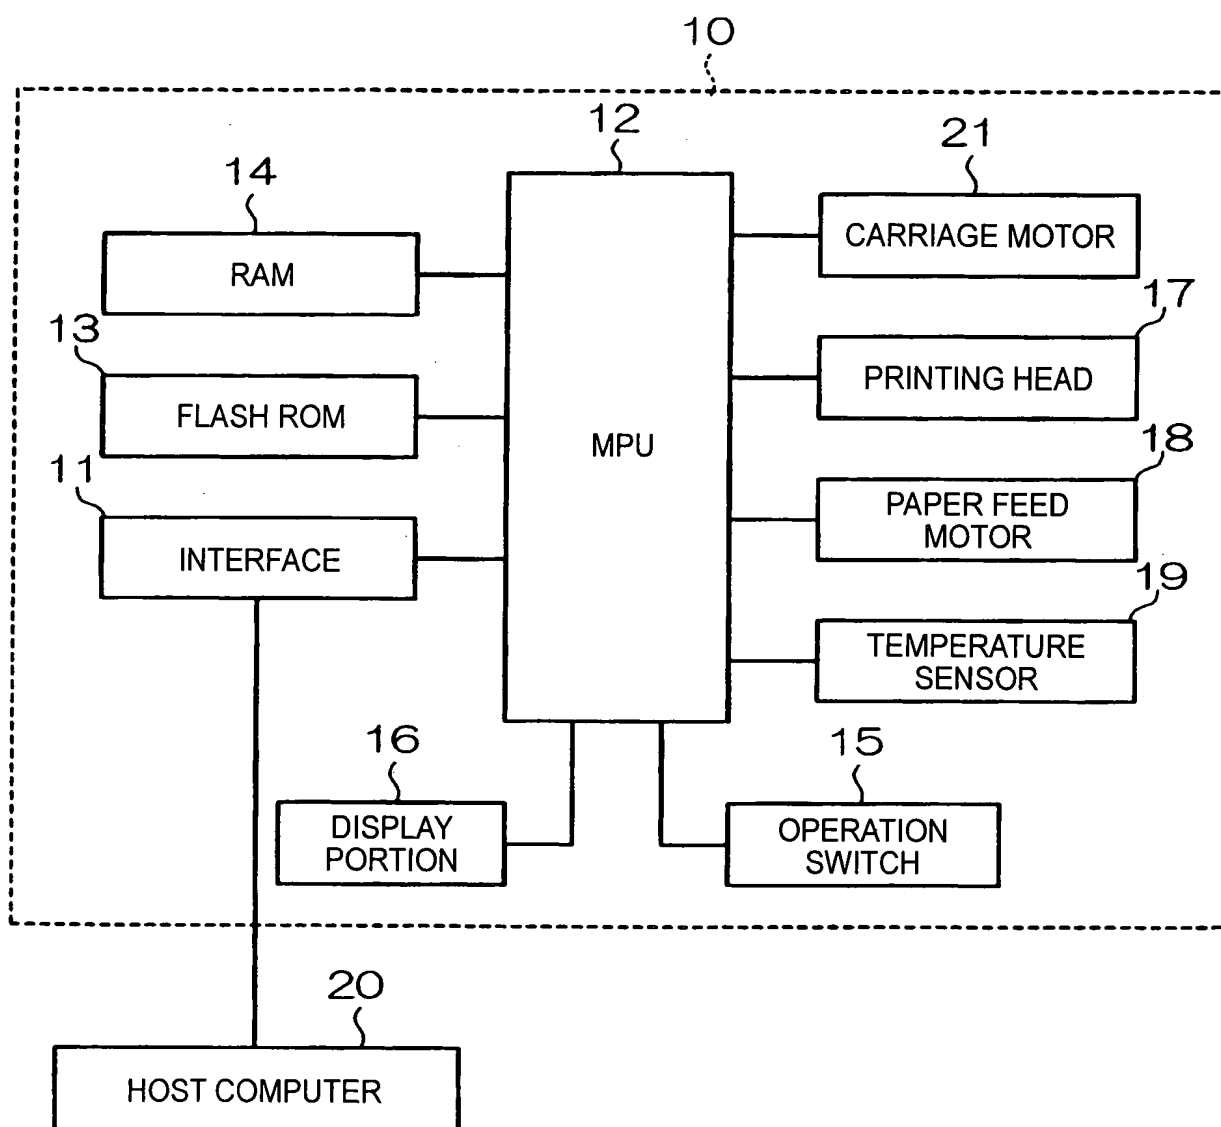 10
12
21
14
CARRIAGE MOTOR
RAM
17
13
PRINTING HEAD
FLASH ROM
MPU
18
11
PAPER FEED
MOTOR
INTERFACE
19
TEMPERATURE
SENSOR
16
15
DISPLAY
PORTION
OPERATION
SWITCH
20
HOST COMPUTER